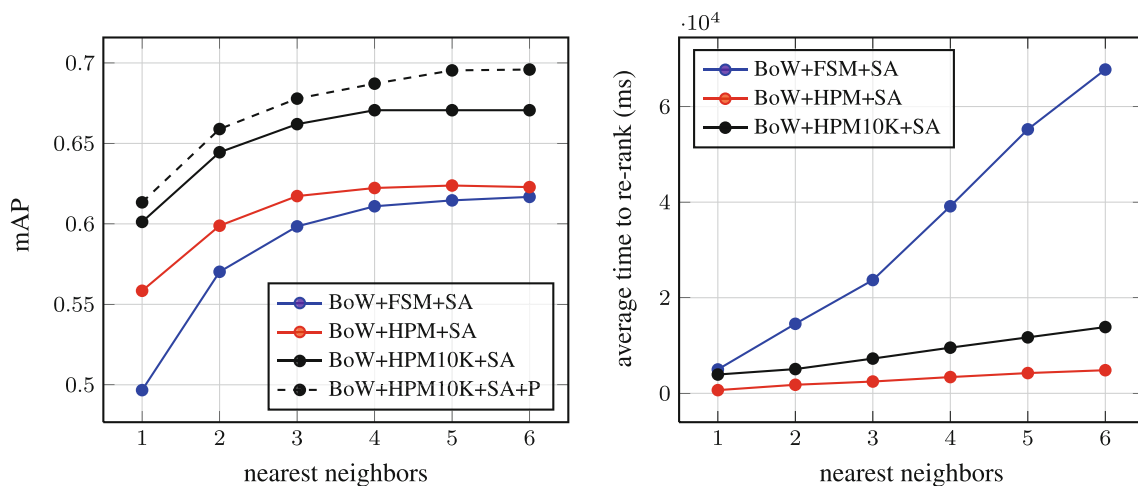 0.7
0.65
0.6
0.55
0.5
mAP
1 2 3 4 5 6
nearest neighbors
BoW+FSM+SA
BoW+HPM+SA
BoW+HPM10K+SA
BoW+HPM10K+SA+P
·10⁴
6
4
2
0
average time to re-rank (ms)
1 2 3 4 5 6
nearest neighbors
BoW+FSM+SA
BoW+HPM+SA
BoW+HPM10K+SA